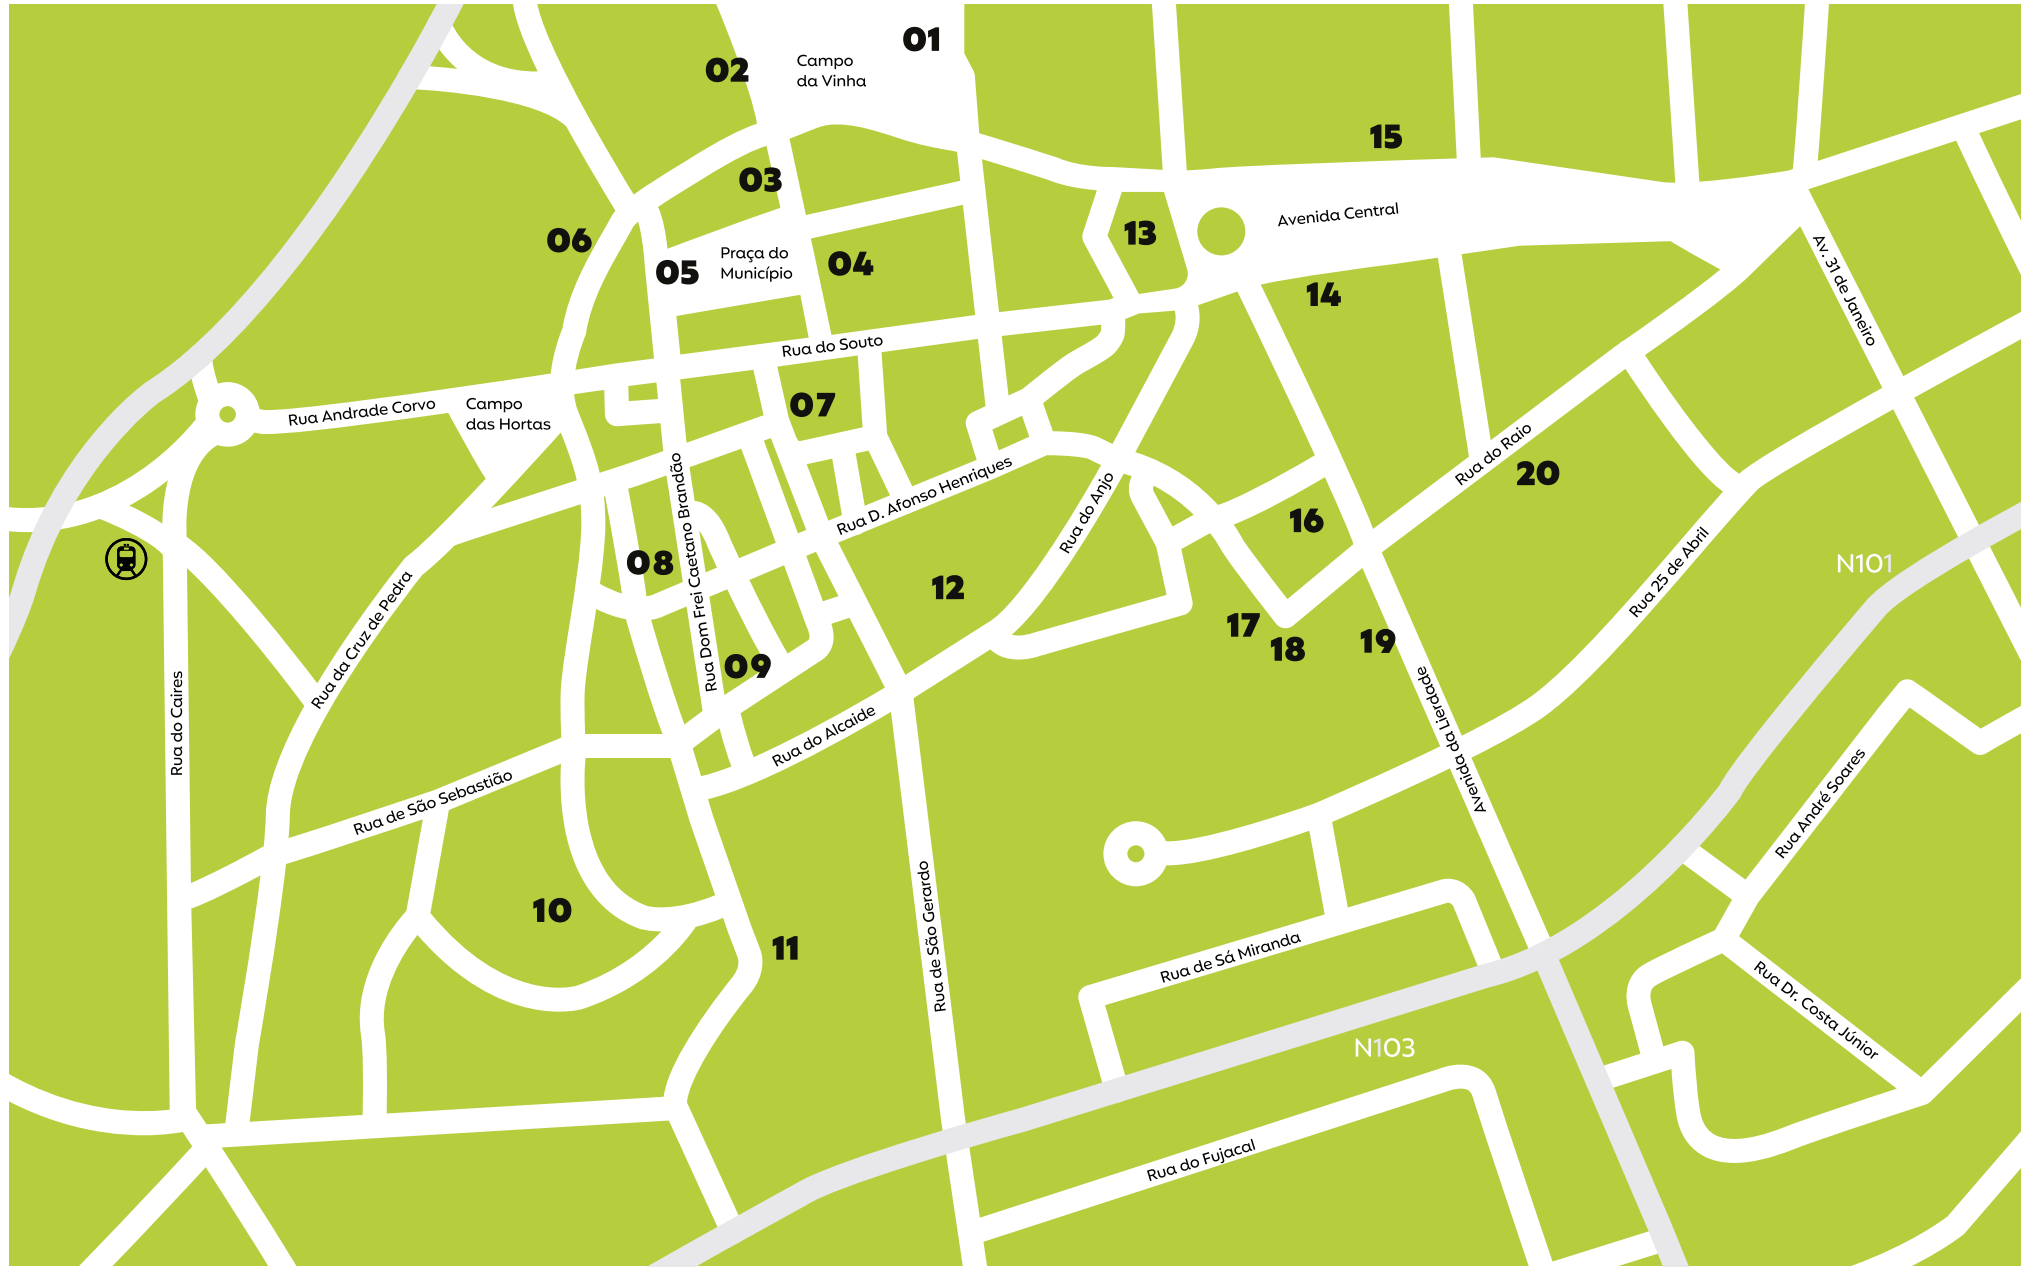 01
02
Campo
da Vinha
15
03
Avenida Central
13
06
Praça do
Município
04
05
Av. 31 de Janeiro
14
Rua do Souto
07
Rua Andrade Corvo
Campo
das Hortas
Rua do Raio
20
Rua D. Afonso Henriques
Rua do Anjo
16
Rua Dom Frei Caetano Brandão
08
N101
Rua 25 de Abril
12
Rua da Cruz de Pedra
17
18
19
09
Rua do Caires
Rua do Alcaide
Avenida da Lierdade
Rua de São Sebastião
Rua André Soares
10
11
Rua de São Gerardo
Rua de Sá Miranda
Rua Dr. Costa Júnior
N103
Rua do Fujacal